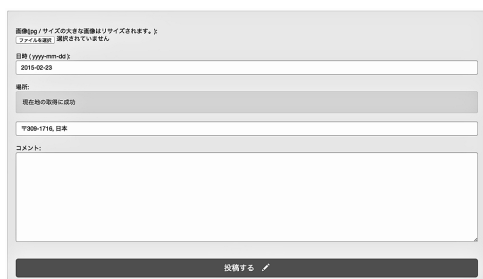 画像(jpg / サイズの大きな画像はリサイズされます。):
ファイルを選択 選択されていません
日時 ( yyyy-mm-dd ):
2015-02-23
場所:
現在地の取得に成功
〒309-1716, 日本
コメント:
投稿する